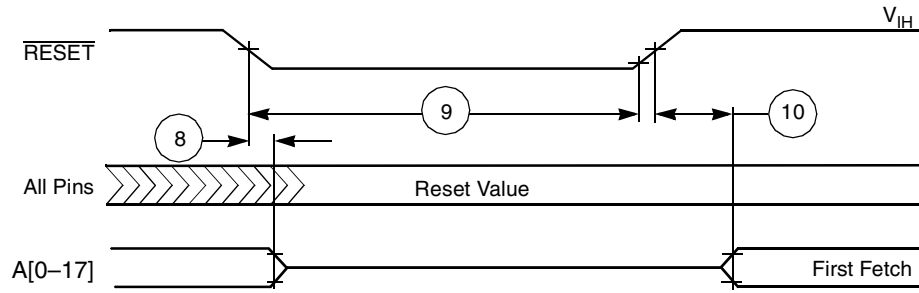 V_IH
RESET
9
10
8
All Pins
Reset Value
A[0–17]
First Fetch